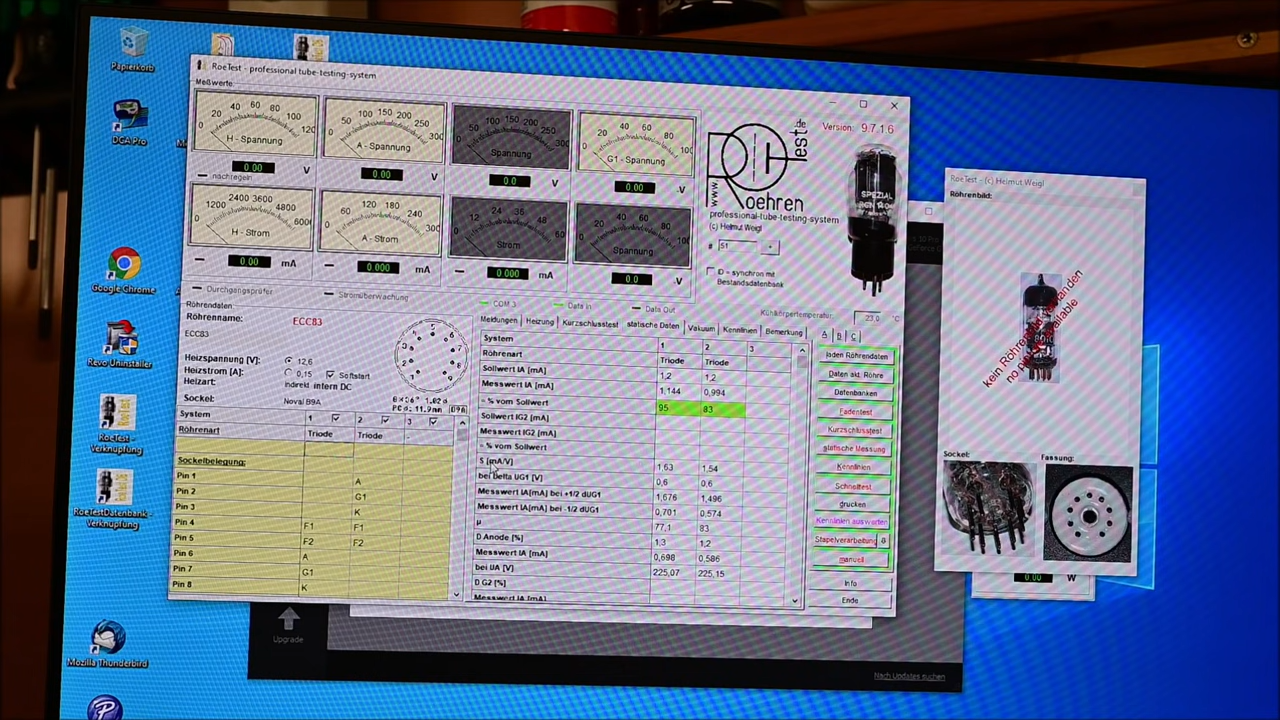 Papierkorb
DCA Pro
Google Chrome
Revo Uninstaller
RoeTest -
Verknüpfung
RoeTestDatenbank -
Verknüpfung
Mozilla Thunderbird
RoeTest - professional tube-testing-system
Meßwerte
H - Spannung
A - Spannung
Spannung
G1 - Spannung
0.00 V
0.00 V
0.0 V
0.00 V
nachregeln
H - Strom
A - Strom
Strom
Spannung
0.00 mA
0.000 mA
0.000 mA
0.0 V
Durchgangsprüfer
Stromüberwachung
COM 3
Data in
Data Out
Version: 9.7.1.6
www.Roehrentest.de
professional-tube-testing-system
(c) Helmut Weigl
# 51
ID = synchron mit
Bestandsdatenbank
Kühlkörpertemperatur: 23,0 °C
SPEZIAL
Röhrendaten:
Röhrenname: ECC83
ECC83
Heizspannung [V]: 12,6
Heizstrom [A]: 0,15 Softstart
Heizart: indirekt intern DC
Sockel: Noval B9A
System 1 2 3
Röhrenart Triode Triode
Sockelbelegung:
Pin 1 A
Pin 2 G1
Pin 3 K
Pin 4 F1 F1
Pin 5 F2 F2
Pin 6 A
Pin 7 G1
Pin 8 K
Meldungen Heizung Kurzschlusstest statische Daten Vakuum Kennlinien Bemerkung
System 1 2 3
Röhrenart Triode Triode
Sollwert IA [mA] 1,2 1,2
Messwert IA [mA] 1,144 0,994
= % vom Sollwert 95 83
Sollwert IG2 [mA]
Messwert IG2 [mA]
= % vom Sollwert
S [mA/V] 1,63 1,54
bei Delta UG1 [V] 0,6 0,6
Messwert IA[mA] bei +1/2 dUG1 1,676 1,496
Messwert IA[mA] bei -1/2 dUG1 0,701 0,574
µ 77,1 83
D Anode [%] 1,3 1,2
Messwert IA [mA] 0,698 0,586
bei UA [V] 225,07 225,15
D G2 [%]
Messwert IA [mA]
A B C
laden Röhrendaten
Daten akt. Röhre
Datenbanken
Fadentest
Kurzschlusstest
statische Messung
Kennlinien
Schnelltest
drucken
Kennlinien auswerten
Stapelverarbeitung
manuell
Info
Ende
RoeTest - (c) Helmut Weigl
Röhrenbild:
Sockel:
Fassung:
0.00 W
Upgrade
Nach Updates suchen